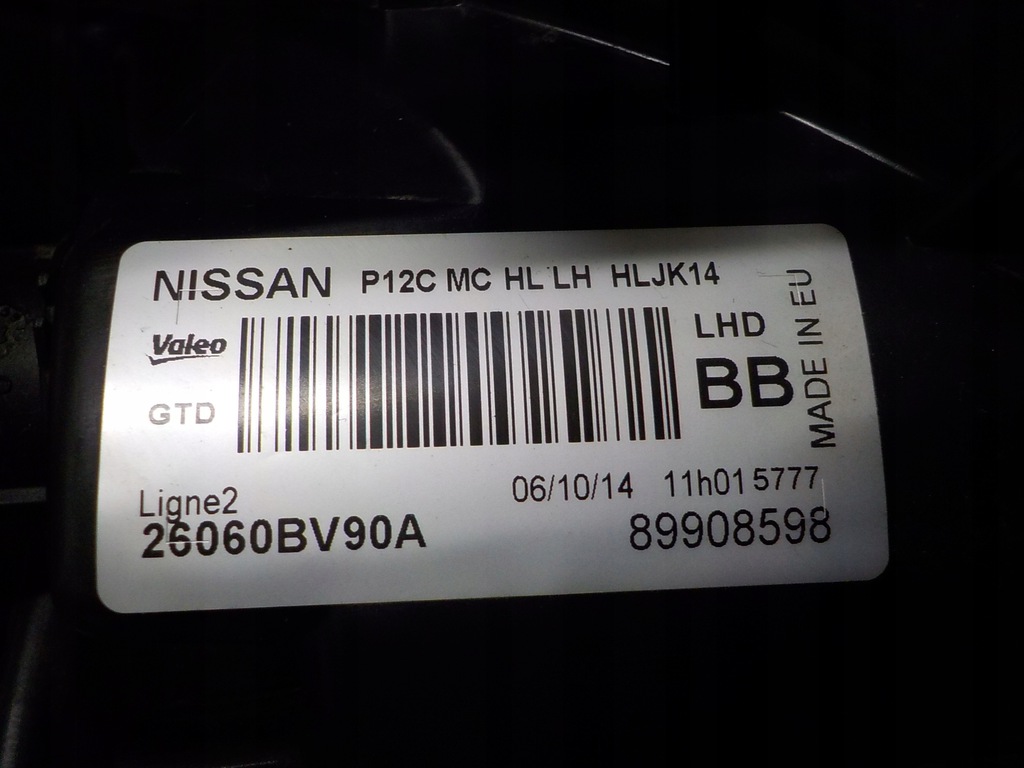 NISSAN P12C MC HL LH HLJK14
Valeo
LHD
GTD
BB
MADE IN EU
Ligne2
06/10/14 11h01 5777
26060BV90A
89908598